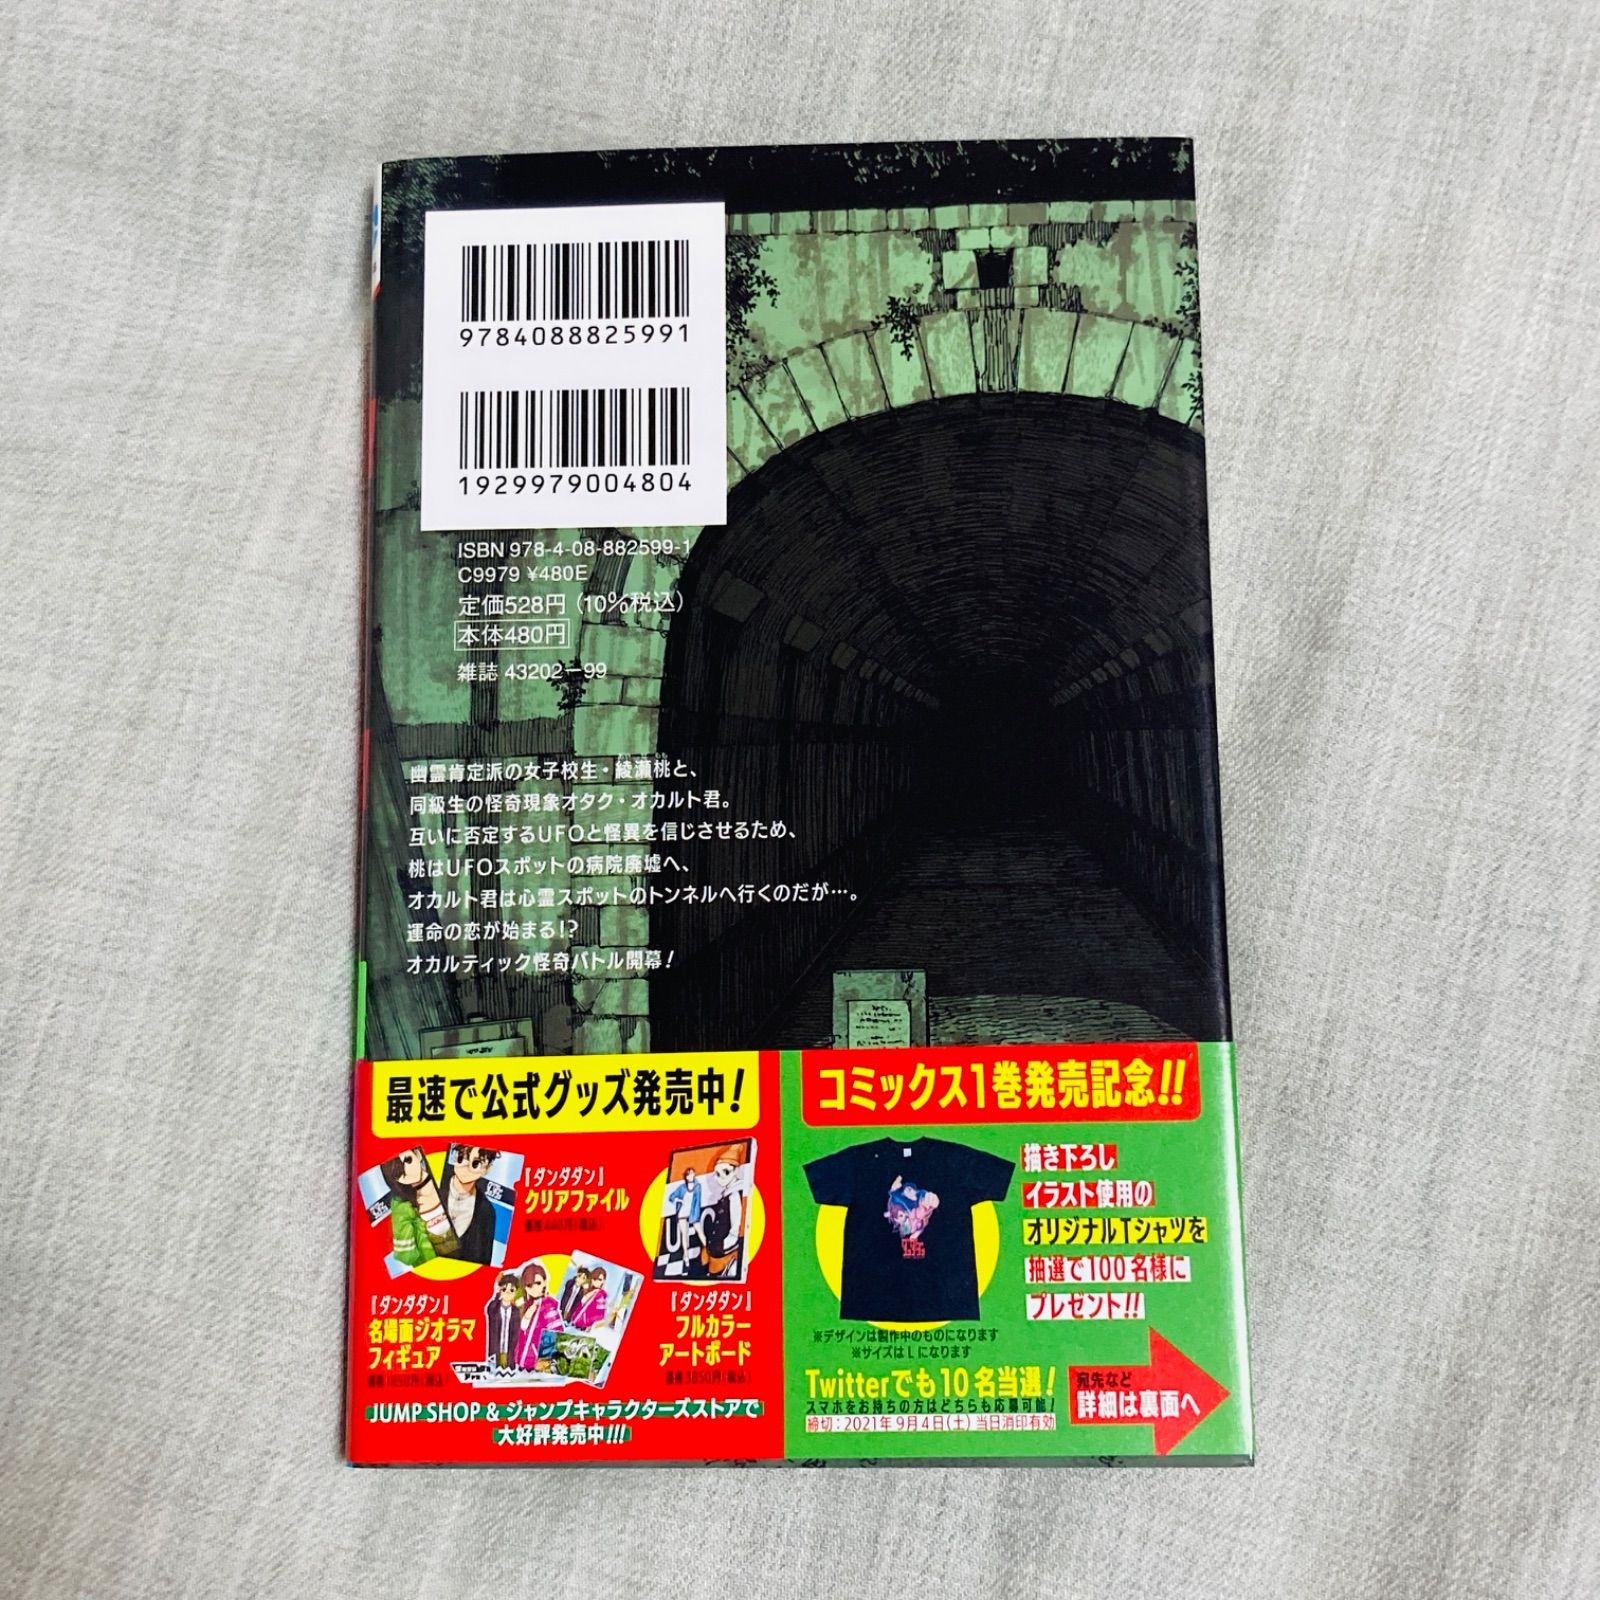 9784088825991
1929979004804
ISBN 978-4-08-882599-1
C9979 ¥480E
定価528円(10%税込)
本体480円
雑誌 43202-99
幽霊肯定派の女子校生・綾瀬桃と、
同級生の怪奇現象オタク・オカルト君。
互いに否定するUFOと怪異を信じさせるため、
桃はUFOスポットの病院廃墟へ、
オカルト君は心霊スポットのトンネルへ行くのだが…。
運命の恋が始まる!?
オカルティック怪奇バトル開幕!
最速で公式グッズ発売中!
『ダンダダン』
クリアファイル
価格440円(税込)
『ダンダダン』
名場面ジオラマ
フィギュア
『ダンダダン』
フルカラー
アートボード
価格3850円(税込)
JUMP SHOP & ジャンプキャラクターズストアで
大好評発売中!!!
コミックス1巻発売記念!!
描き下ろし
イラスト使用の
オリジナルTシャツを
抽選で100名様に
プレゼント!!
※デザインは製作中のものになります
※サイズはLになります
Twitterでも10名当選!
スマホをお持ちの方はどちらも応募可能!
締切:2021年9月4日(土)当日消印有効
宛先など
詳細は裏面へ